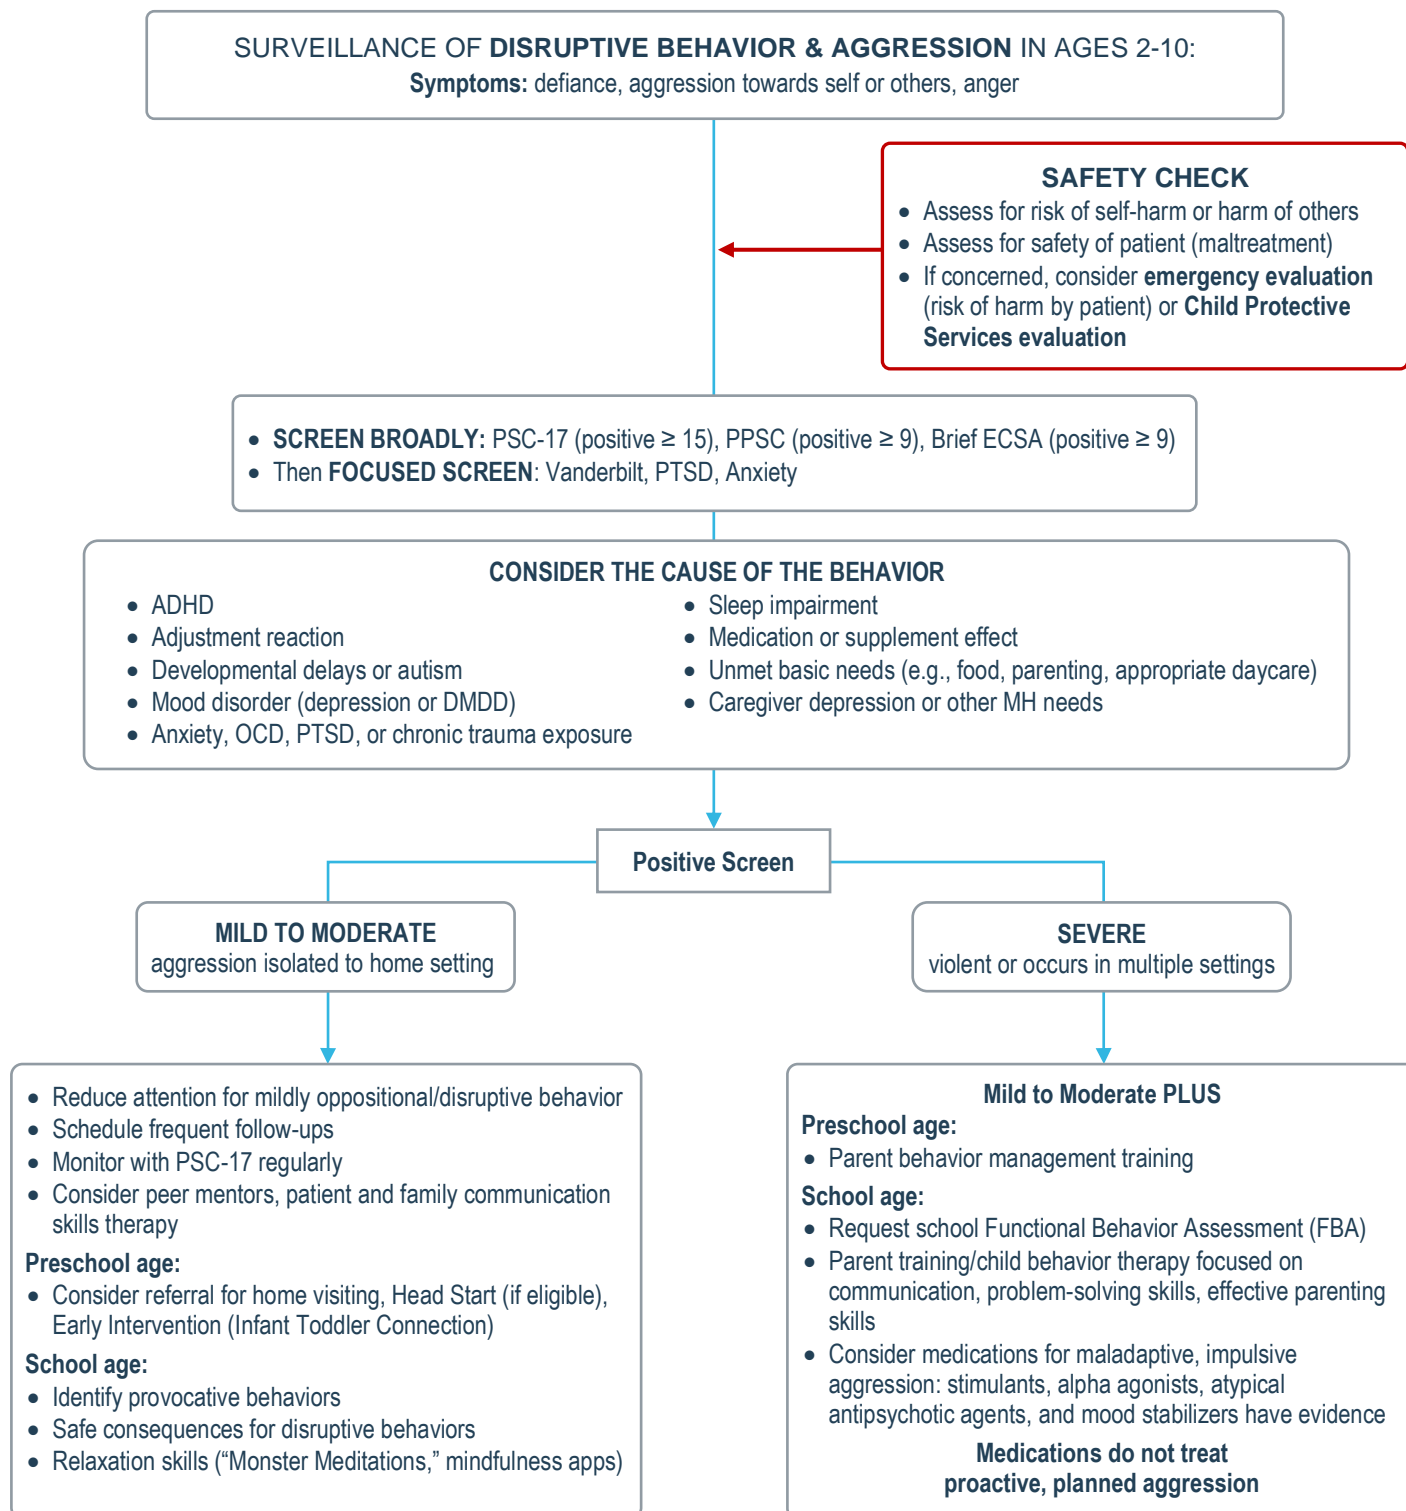 SURVEILLANCE OF DISRUPTIVE BEHAVIOR & AGGRESSION IN AGES 2-10:
Symptoms: defiance, aggression towards self or others, anger
SAFETY CHECK
• Assess for risk of self-harm or harm of others
• Assess for safety of patient (maltreatment)
• If concerned, consider emergency evaluation
(risk of harm by patient) or Child Protective
Services evaluation
• SCREEN BROADLY: PSC-17 (positive ≥ 15), PPSC (positive ≥ 9), Brief ECSA (positive ≥ 9)
• Then FOCUSED SCREEN: Vanderbilt, PTSD, Anxiety
CONSIDER THE CAUSE OF THE BEHAVIOR
• ADHD
• Adjustment reaction
• Developmental delays or autism
• Mood disorder (depression or DMDD)
• Anxiety, OCD, PTSD, or chronic trauma exposure
• Sleep impairment
• Medication or supplement effect
• Unmet basic needs (e.g., food, parenting, appropriate daycare)
• Caregiver depression or other MH needs
Positive Screen
MILD TO MODERATE
aggression isolated to home setting
SEVERE
violent or occurs in multiple settings
• Reduce attention for mildly oppositional/disruptive behavior
• Schedule frequent follow-ups
• Monitor with PSC-17 regularly
• Consider peer mentors, patient and family communication
skills therapy
Preschool age:
• Consider referral for home visiting, Head Start (if eligible),
Early Intervention (Infant Toddler Connection)
School age:
• Identify provocative behaviors
• Safe consequences for disruptive behaviors
• Relaxation skills (“Monster Meditations,” mindfulness apps)
Mild to Moderate PLUS
Preschool age:
• Parent behavior management training
School age:
• Request school Functional Behavior Assessment (FBA)
• Parent training/child behavior therapy focused on
communication, problem-solving skills, effective parenting
skills
• Consider medications for maladaptive, impulsive
aggression: stimulants, alpha agonists, atypical
antipsychotic agents, and mood stabilizers have evidence
Medications do not treat
proactive, planned aggression